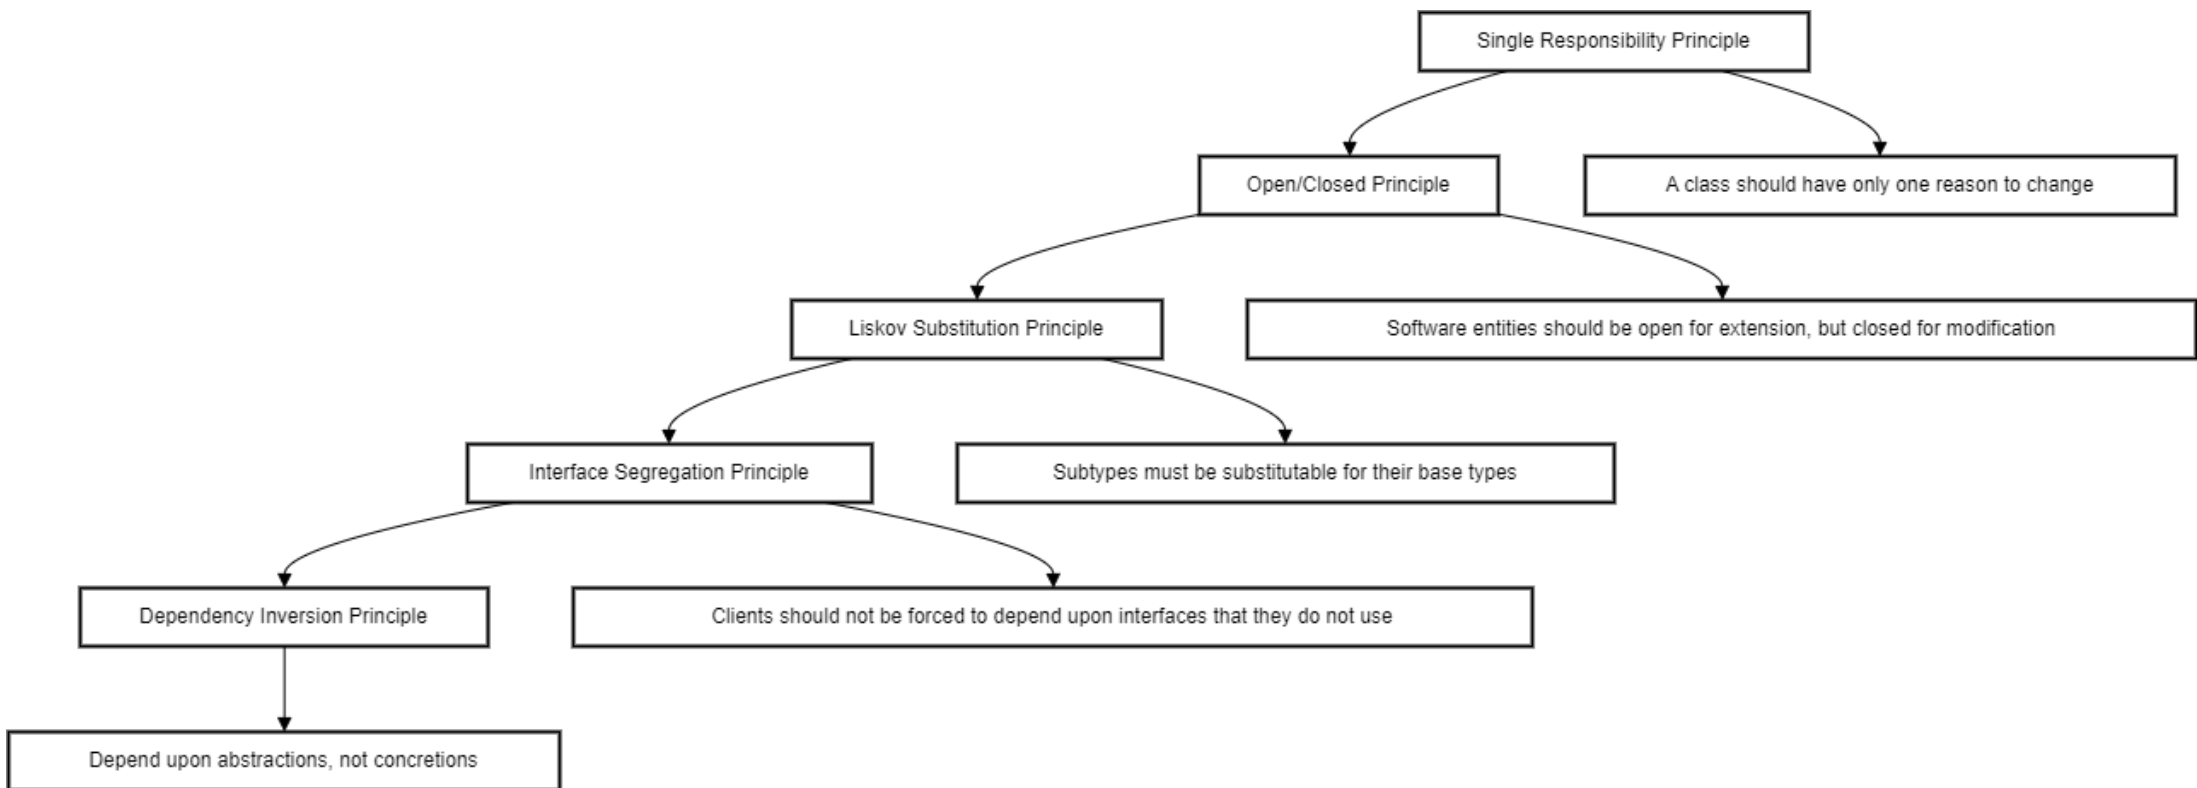 Single Responsibility Principle
Open/Closed Principle
A class should have only one reason to change
Liskov Substitution Principle
Software entities should be open for extension, but closed for modification
Interface Segregation Principle
Subtypes must be substitutable for their base types
Dependency Inversion Principle
Clients should not be forced to depend upon interfaces that they do not use
Depend upon abstractions, not concretions